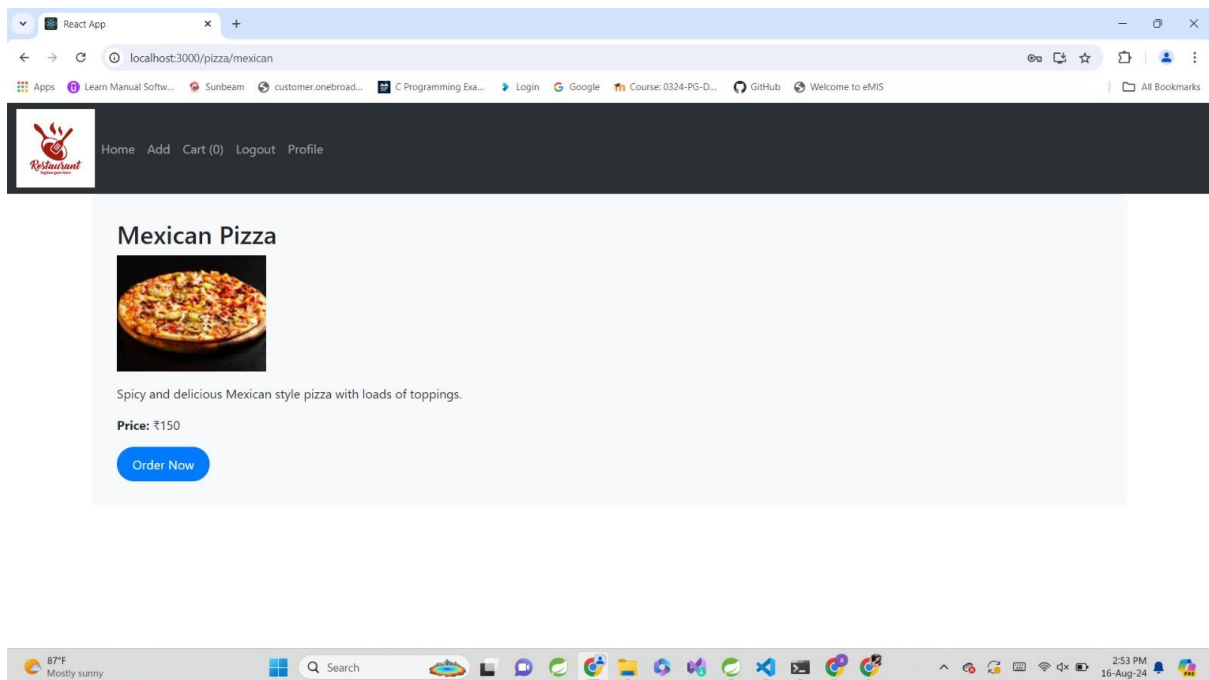 React App
localhost:3000/pizza/mexican
Apps Learn Manual Softw... Sunbeam customer.onebroad... C Programming Exa... Login Google Course: 0324-PG-D... GitHub Welcome to eMIS All Bookmarks
Restaurant
Home Add Cart (0) Logout Profile
Mexican Pizza
Spicy and delicious Mexican style pizza with loads of toppings.
Price: ₹150
Order Now
87°F
Mostly sunny
Search
2:53 PM
16-Aug-24
PRE